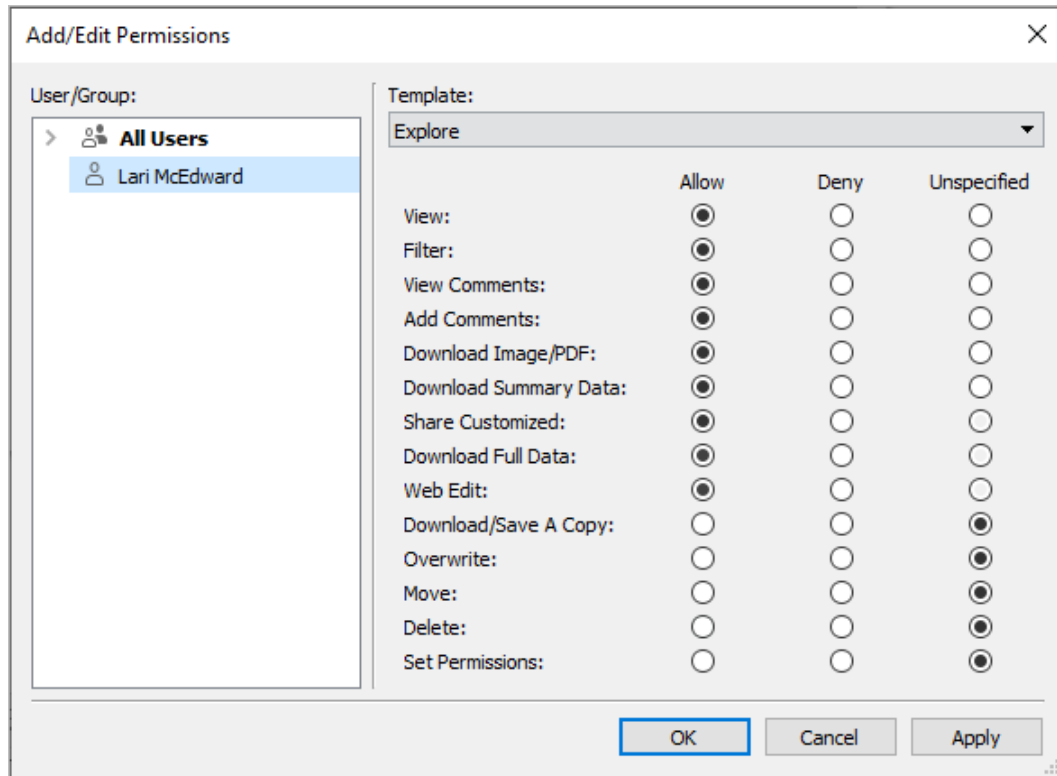 Add/Edit Permissions
User/Group:
All Users
Lari McEdward
Template:
Explore
Allow Deny Unspecified
View:
Filter:
View Comments:
Add Comments:
Download Image/PDF:
Download Summary Data:
Share Customized:
Download Full Data:
Web Edit:
Download/Save A Copy:
Overwrite:
Move:
Delete:
Set Permissions:
OK Cancel Apply